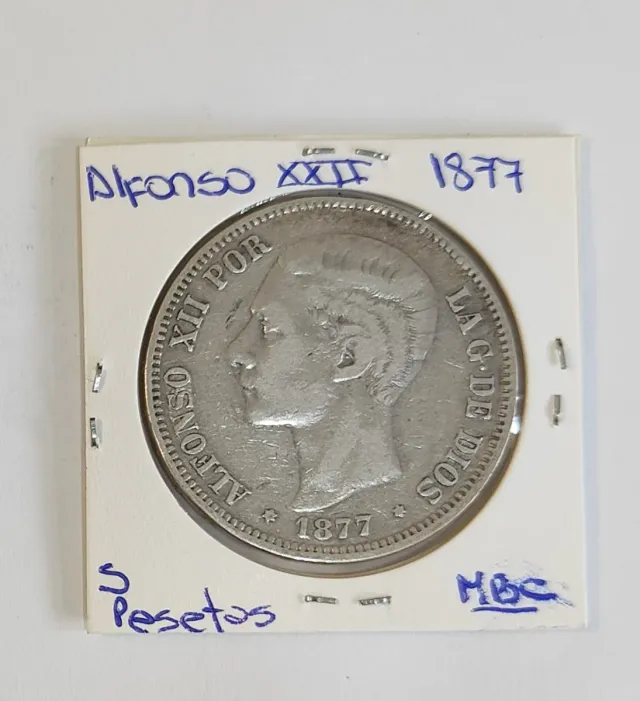 Alfonso XXII 1877
ALFONSO XII POR LA G· DE DIOS
* 1877 *
5
Pesetas
MBC